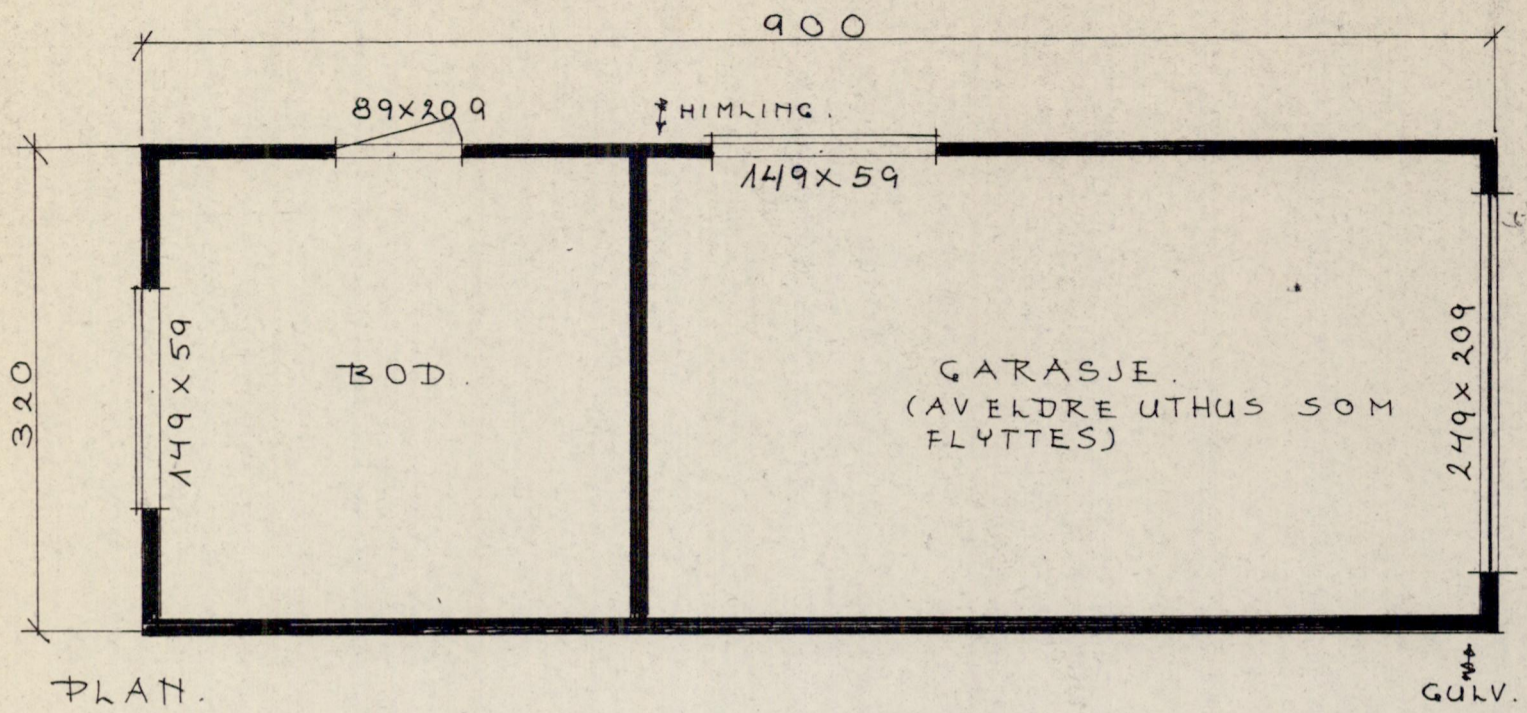 900
89x209
HIMLING.
149x59
320
149x59
BOD.
GARASJE.
(AV ELDRE UTHUS SOM
FLYTTES)
249x209
PLAN.
GULV.